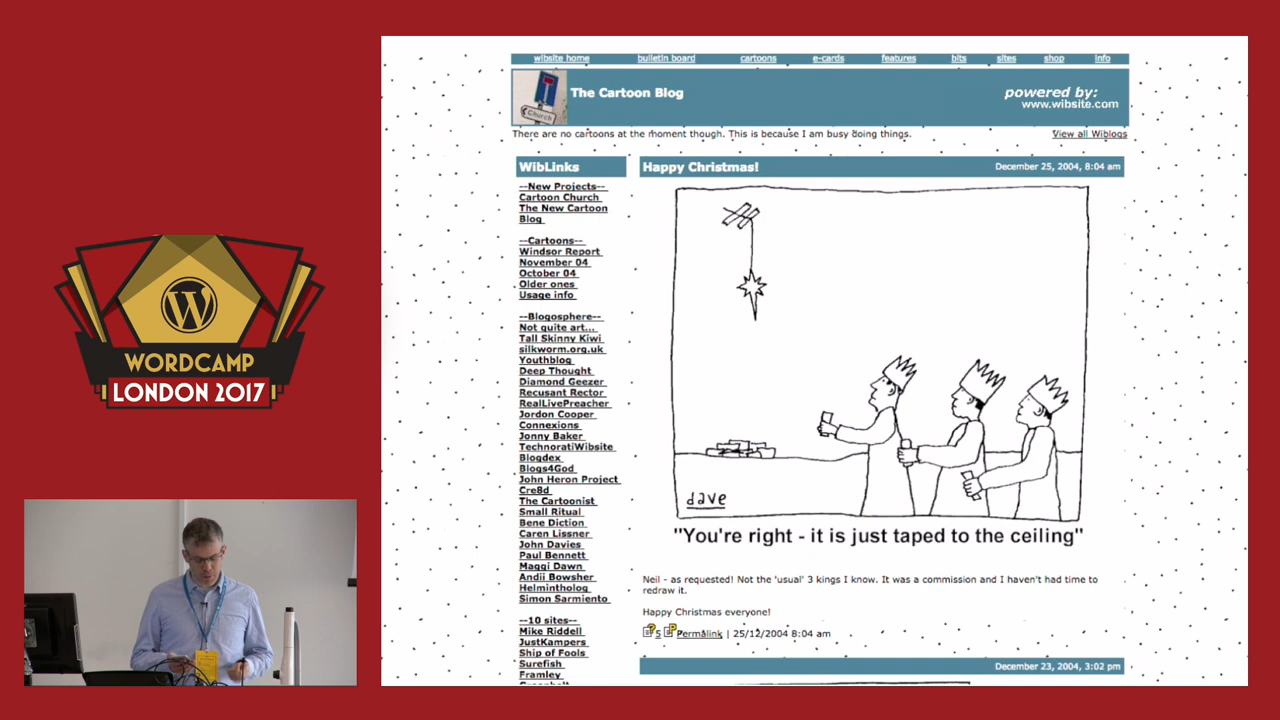 WORDCAMP
LONDON 2017
wibsite home bulletin board cartoons e-cards features bits sites shop info
Church
The Cartoon Blog
powered by:
www.wibsite.com
There are no cartoons at the moment though. This is because I am busy doing things.
View all Wiblogs
WibLinks
--New Projects--
Cartoon Church
The New Cartoon
Blog
--Cartoons--
Windsor Report
November 04
October 04
Older ones
Usage info
--Blogosphere--
Not quite art...
Tall Skinny Kiwi
silkworm.org.uk
Youthblog
Deep Thought
Diamond Geezer
Recusant Rector
RealLivePreacher
Jordon Cooper
Connexions
Jonny Baker
TechnoratiWibsite
Blogdex
Blogs4God
John Heron Project
Cre8d
The Cartoonist
Small Ritual
Bene Diction
Caren Lissner
John Davies
Paul Bennett
Maggi Dawn
Andii Bowsher
Helmintholog
Simon Sarmiento
--10 sites--
Mike Riddell
JustKampers
Ship of Fools
Surefish
Framley
Happy Christmas!
December 25, 2004, 8:04 am
dave
"You're right - it is just taped to the ceiling"
Neil - as requested! Not the 'usual' 3 kings I know. It was a commission and I haven't had time to
redraw it.
Happy Christmas everyone!
5 Permalink | 25/12/2004 8:04 am
December 23, 2004, 3:02 pm